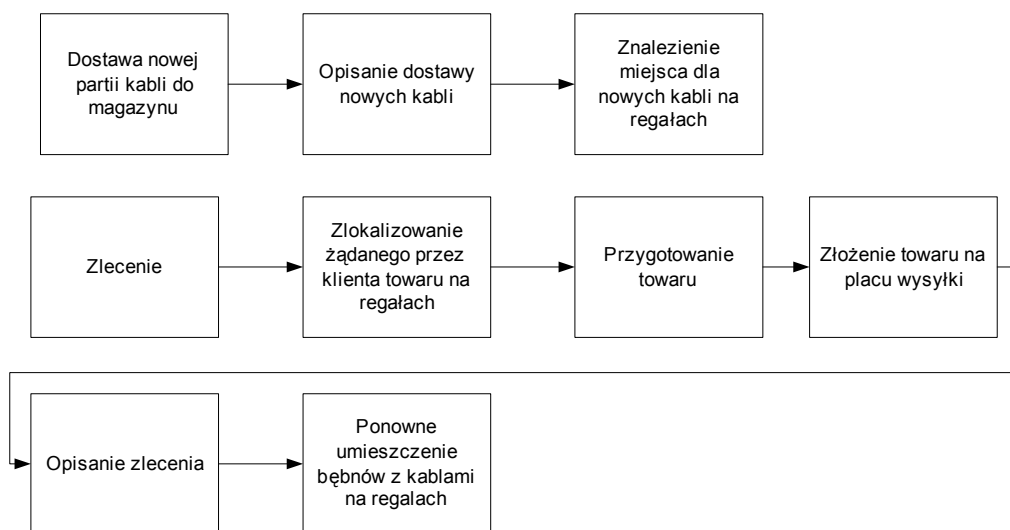 Dostawa nowej
partii kabli do
magazynu
Opisanie dostawy
nowych kabli
Znalezienie
miejsca dla
nowych kabli na
regałach
Zlecenie
Zlokalizowanie
żądanego przez
klienta towaru na
regałach
Przygotowanie
towaru
Złożenie towaru na
placu wysyłki
Opisanie zlecenia
Ponowne
umieszczenie
bębnów z kablami
na regalach